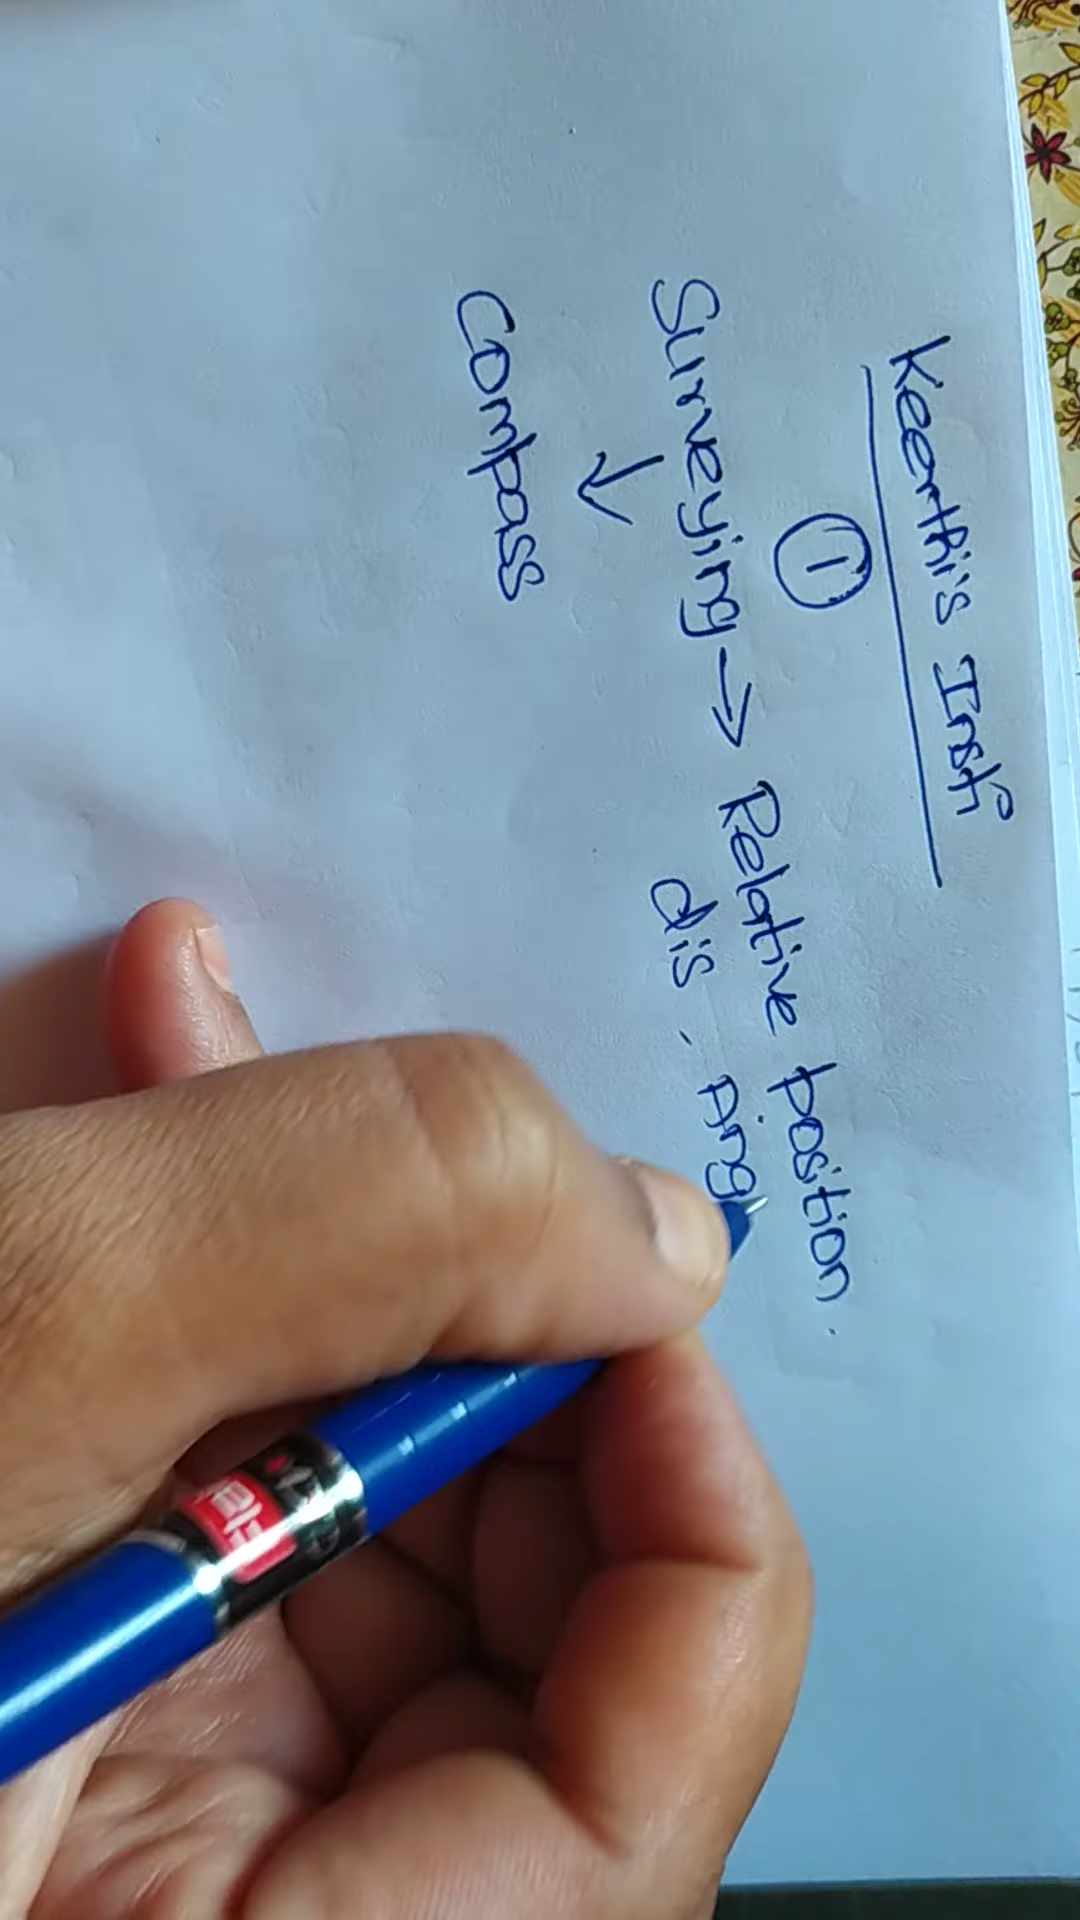 Keerthi's Insti
1
Surveying → Relative position.
dis. Ang
↓
Compass